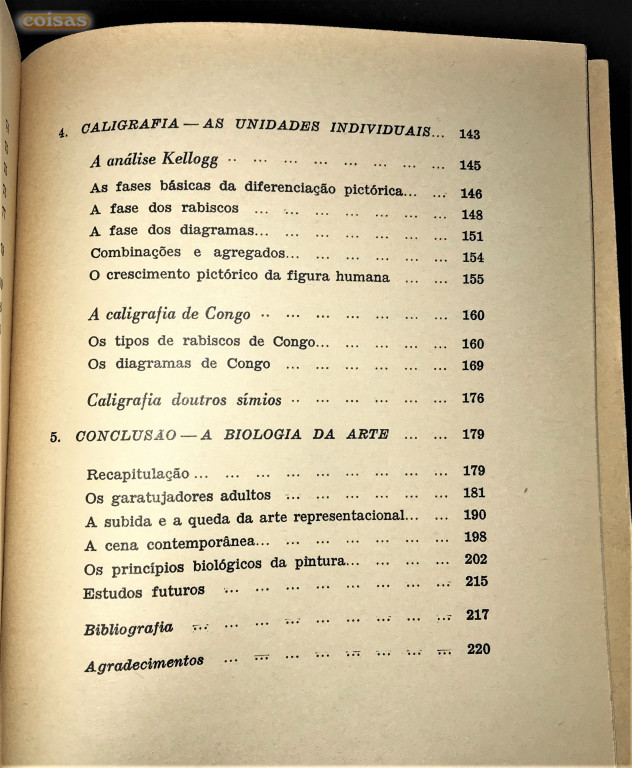 coisas
4. CALIGRAFIA — AS UNIDADES INDIVIDUAIS... 143
A análise Kellogg .. ... ... ... ... ... ... ... 145
As fases básicas da diferenciação pictórica... ... 146
A fase dos rabiscos ... ... ... ... ... ... ... 148
A fase dos diagramas... ... ... ... ... ... ... 151
Combinações e agregados... ... ... ... ... ... 154
O crescimento pictórico da figura humana ... ... 155
A caligrafia de Congo .. ... ... ... ... ... ... 160
Os tipos de rabiscos de Congo... ... ... ... ... 160
Os diagramas de Congo ... ... ... ... ... ... 169
Caligrafia doutros símios .. ... ... ... ... ... 176
5. CONCLUSÃO — A BIOLOGIA DA ARTE ... ... 179
Recapitulação ... ... ... ... ... ... ... ... ... 179
Os garatujadores adultos ... ... ... ... ... ... 181
A subida e a queda da arte representacional... ... 190
A cena contemporânea... ... ... ... ... ... ... 198
Os princípios biológicos da pintura... ... ... ... 202
Estudos futuros ... ... ... ... ... ... ... ... 215
Bibliografia ... ... ... ... ... ... ... ... ... 217
Agradecimentos ... ... ... ... ... ... ... ... 220